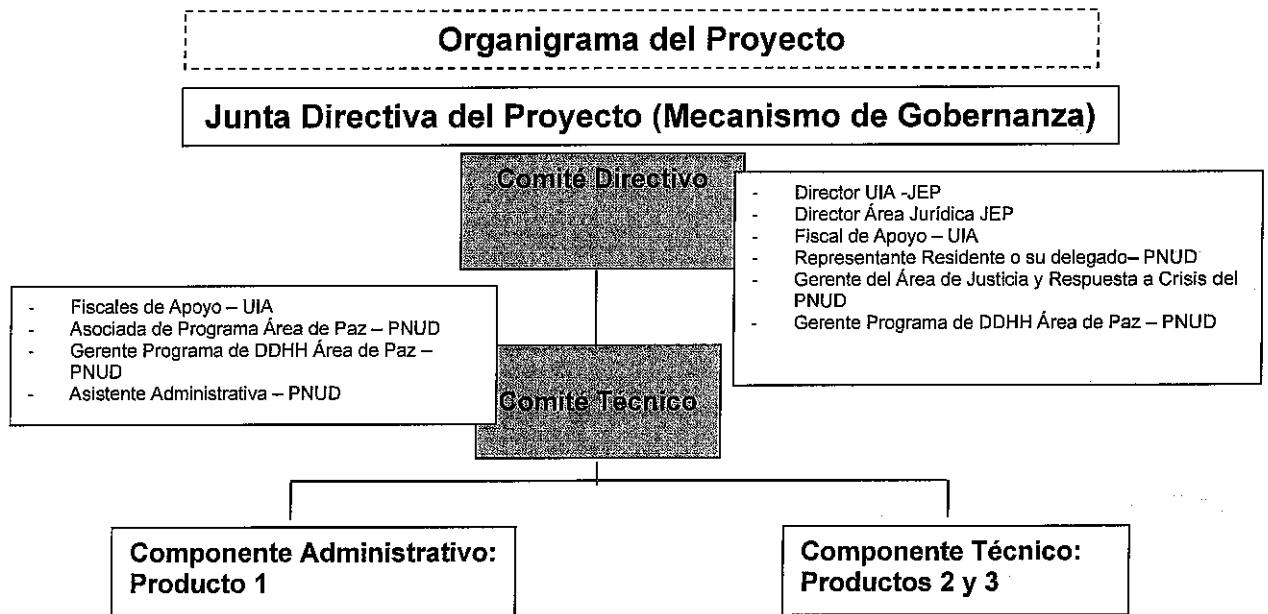 Organigrama del Proyecto
Junta Directiva del Proyecto (Mecanismo de Gobernanza)
Comité Directivo
- Director UIA -JEP
- Director Área Jurídica JEP
- Fiscal de Apoyo – UIA
- Representante Residente o su delegado– PNUD
- Gerente del Área de Justicia y Respuesta a Crisis del
PNUD
- Gerente Programa de DDHH Área de Paz – PNUD
- Fiscales de Apoyo – UIA
- Asociada de Programa Área de Paz – PNUD
- Gerente Programa de DDHH Área de Paz –
PNUD
- Asistente Administrativa – PNUD
Comité Técnico
Componente Administrativo:
Producto 1
Componente Técnico:
Productos 2 y 3